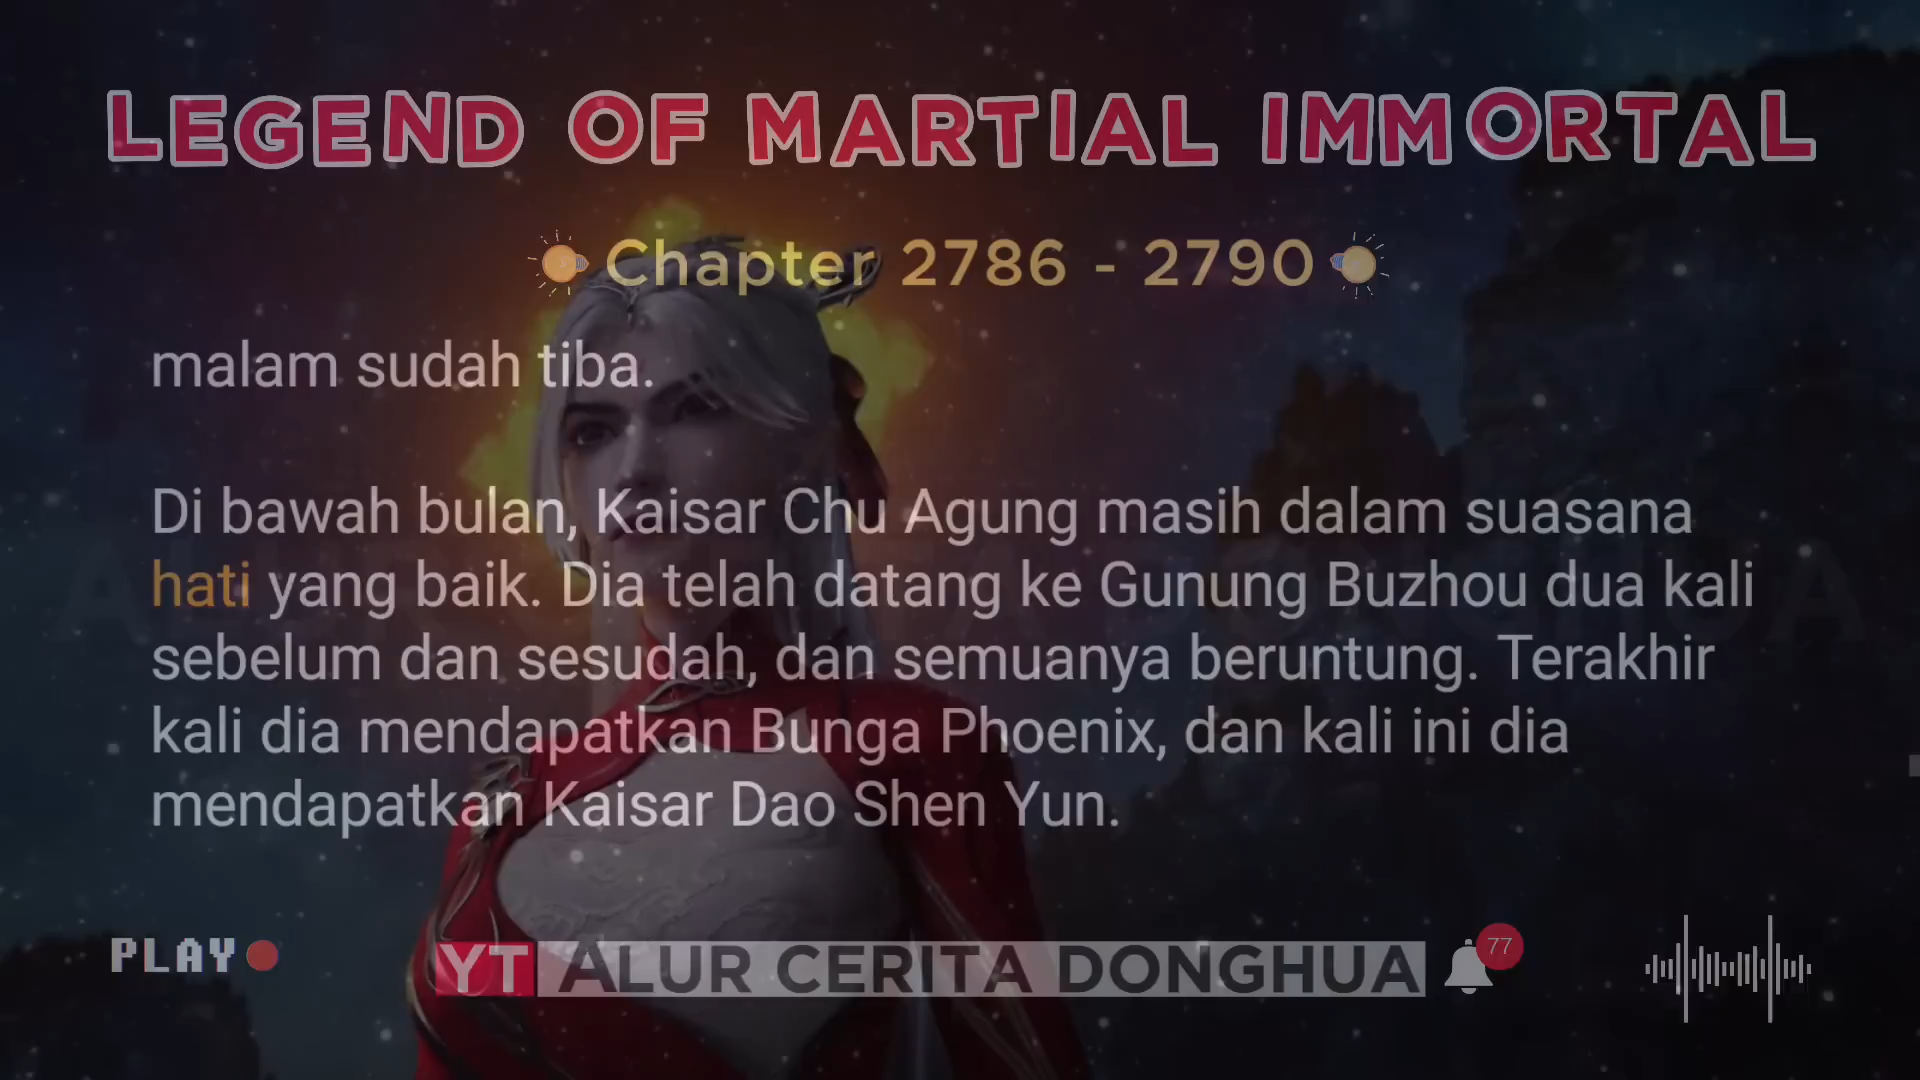 LEGEND OF MARTIAL IMMORTAL
Chapter 2786 - 2790
malam sudah tiba.
Di bawah bulan, Kaisar Chu Agung masih dalam suasana
hati yang baik. Dia telah datang ke Gunung Buzhou dua kali
sebelum dan sesudah, dan semuanya beruntung. Terakhir
kali dia mendapatkan Bunga Phoenix, dan kali ini dia
mendapatkan Kaisar Dao Shen Yun.
PLAY
YT ALUR CERITA DONGHUA
77